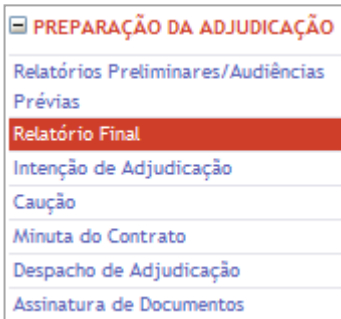 PREPARAÇÃO DA ADJUDICAÇÃO
Relatórios Preliminares/Audiências
Prévias
Relatório Final
Intenção de Adjudicação
Caução
Minuta do Contrato
Despacho de Adjudicação
Assinatura de Documentos